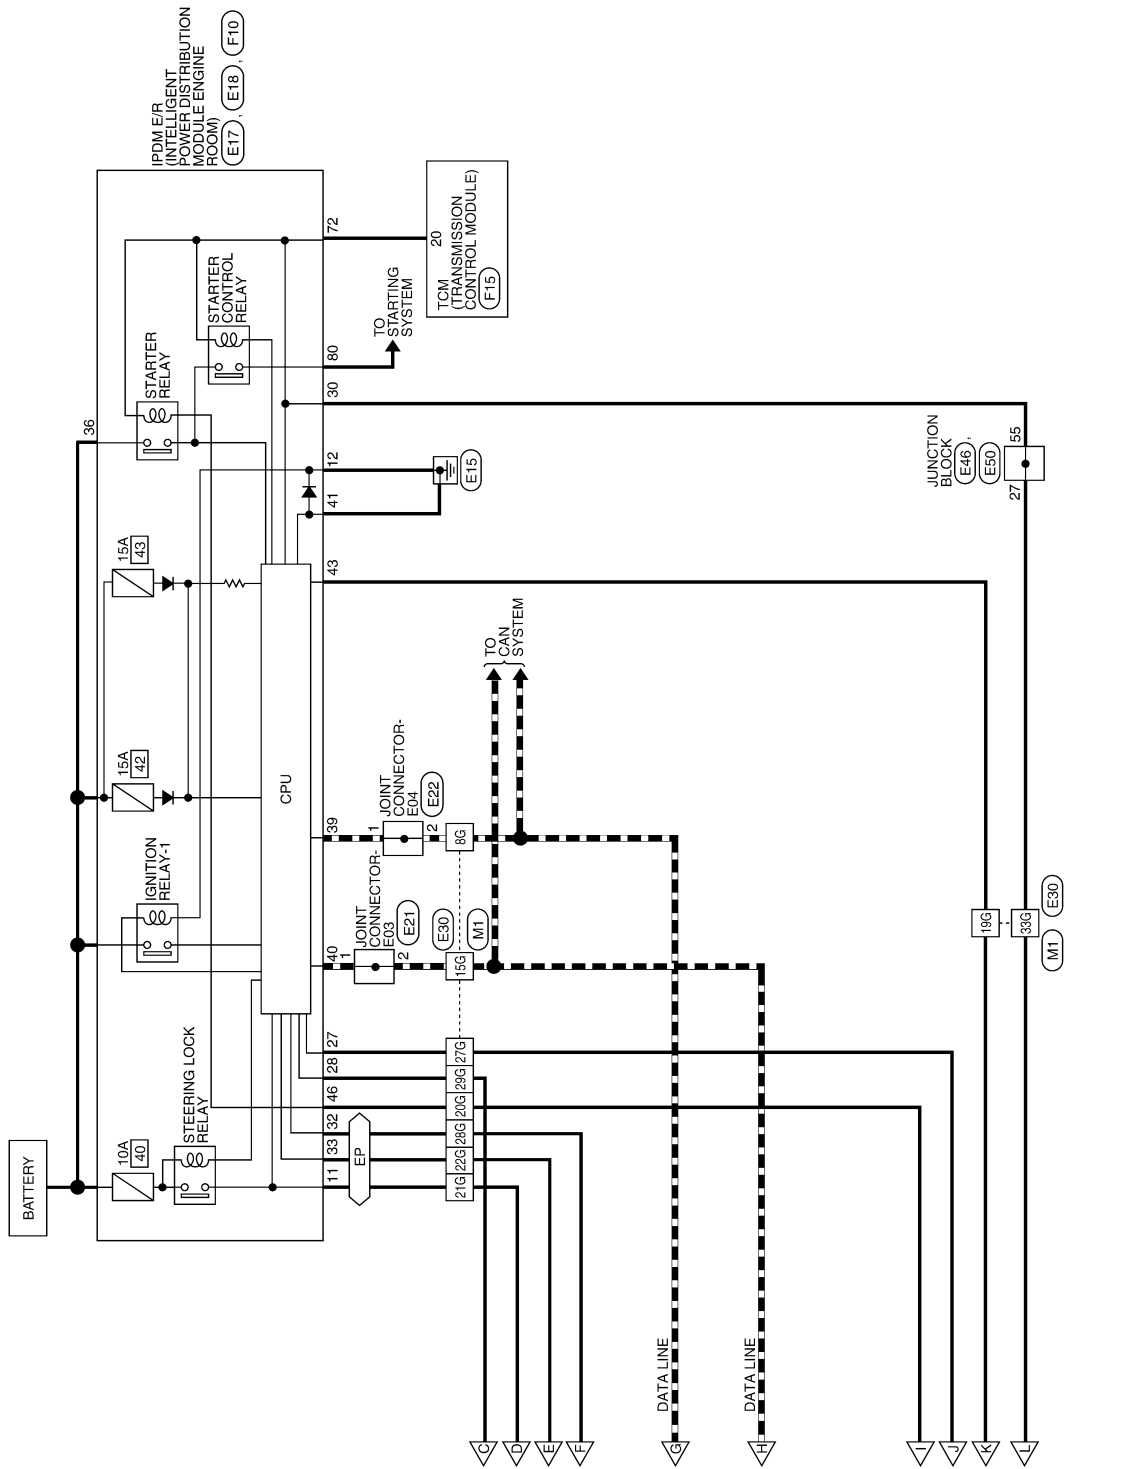 BATTERY
IPDM E/R
(INTELLIGENT
POWER DISTRIBUTION
MODULE ENGINE
ROOM)
E17 , E18 , F10
10A
40
STEERING LOCK
RELAY
IGNITION
RELAY-1
15A
42
15A
43
36
STARTER
RELAY
STARTER
CONTROL
RELAY
CPU
11
33
32
46
28
27
40
39
43
41
12
30
80
72
EP
1
JOINT
CONNECTOR-
E03
2
E21
1
JOINT
CONNECTOR-
E04
2
E22
E15
TO
STARTING
SYSTEM
20
TCM
(TRANSMISSION
CONTROL MODULE)
F15
21G
22G
28G
20G
29G
27G
15G
8G
E30
M1
TO
CAN
SYSTEM
JUNCTION
BLOCK
E46 ,
E50
27
55
19G
33G
M1
E30
DATA LINE
DATA LINE
C
D
E
F
G
H
I
J
K
L